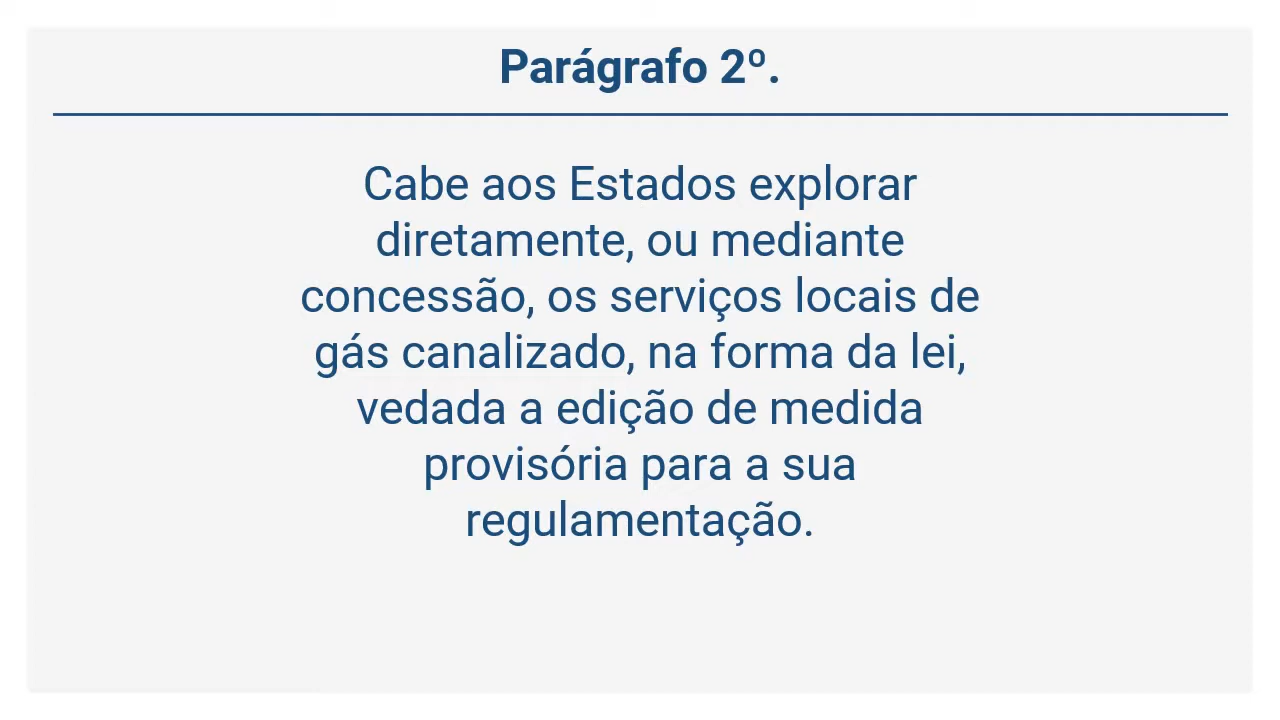 Parágrafo 2º.
Cabe aos Estados explorar
diretamente, ou mediante
concessão, os serviços locais de
gás canalizado, na forma da lei,
vedada a edição de medida
provisória para a sua
regulamentação.